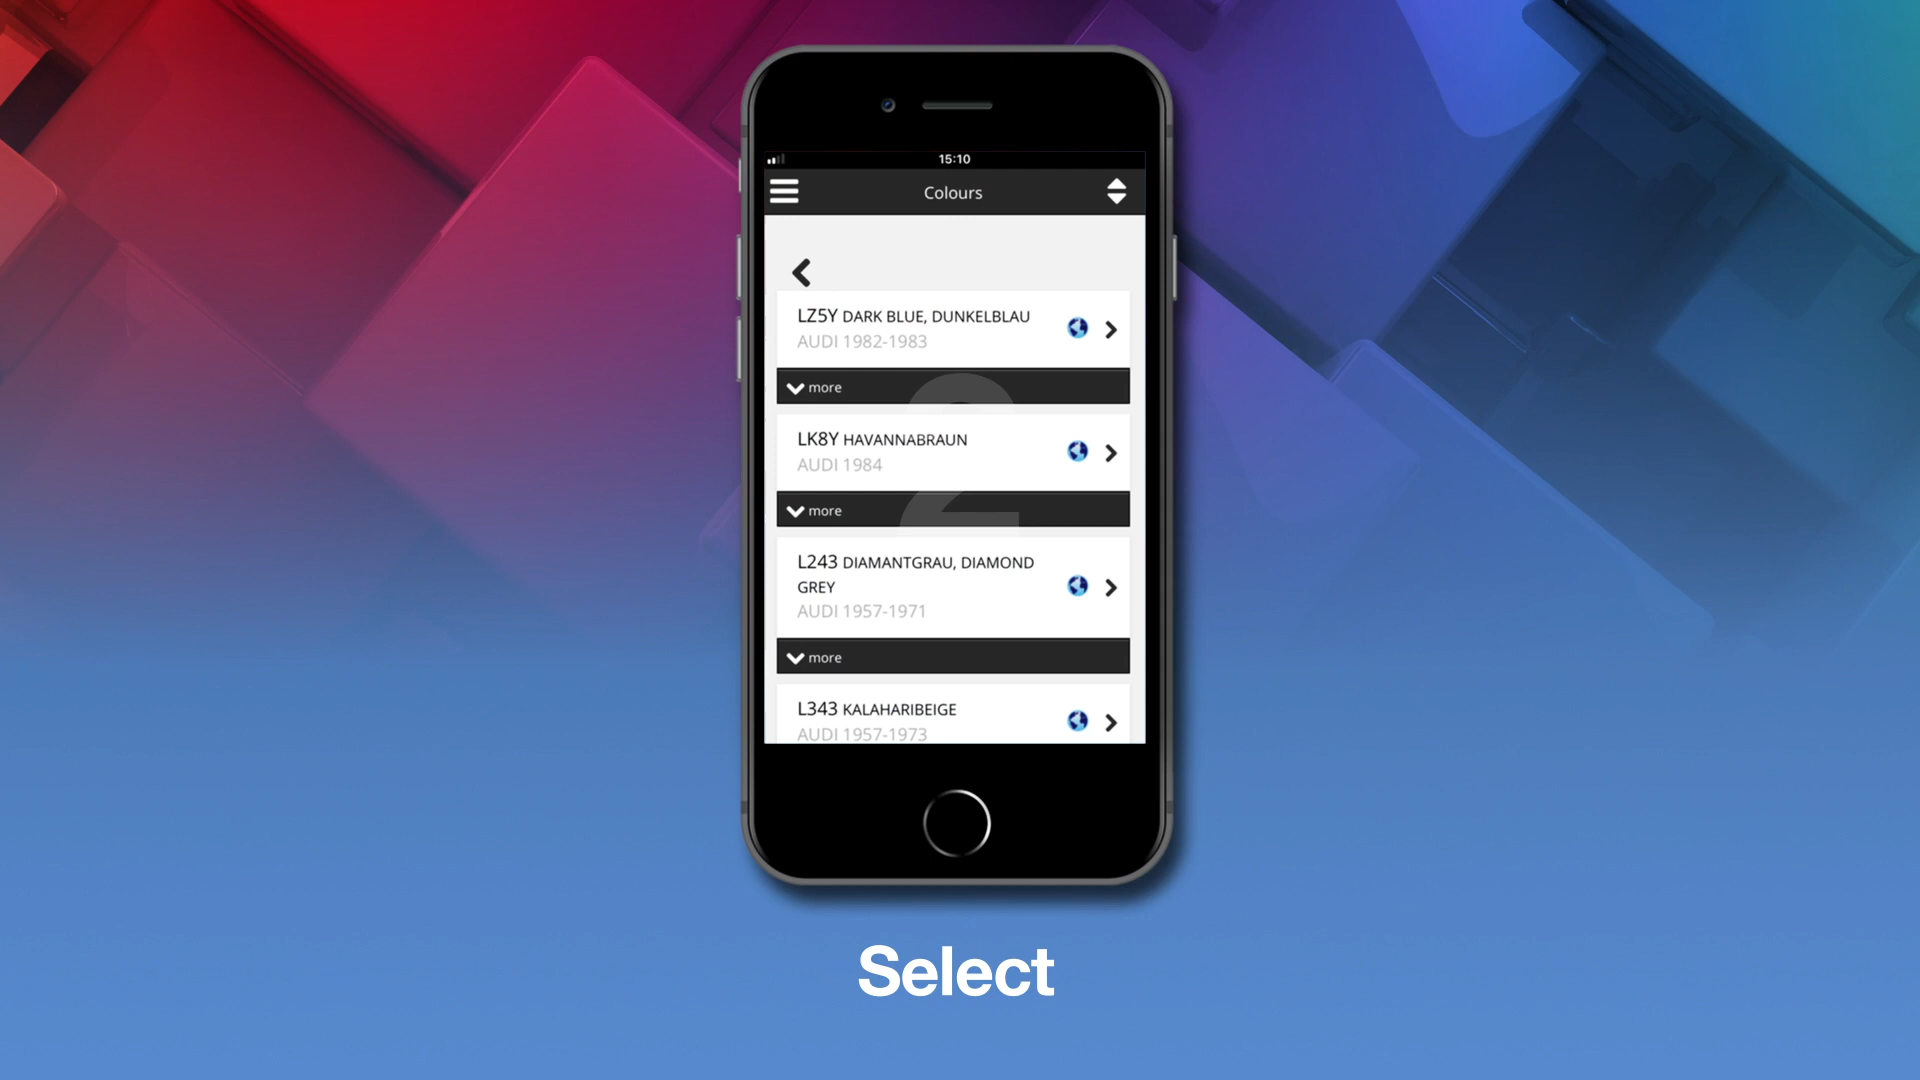 15:10
Colours
LZ5Y DARK BLUE, DUNKELBLAU
AUDI 1982-1983
more
2
LK8Y HAVANNABRAUN
AUDI 1984
more
L243 DIAMANTGRAU, DIAMOND
GREY
AUDI 1957-1971
more
L343 KALAHARIBEIGE
AUDI 1957-1973
Select